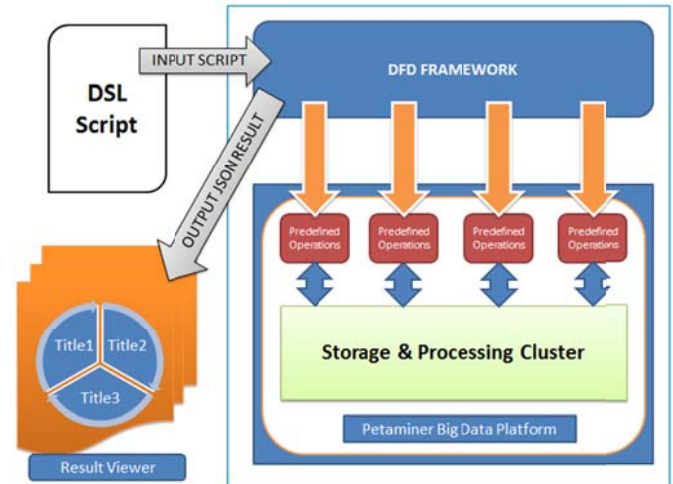 DSL
Script
INPUT SCRIPT
DFD FRAMEWORK
OUTPUT JSON RESULT
Predefined
Operations
Predefined
Operations
Predefined
Operations
Predefined
Operations
Storage & Processing Cluster
Petaminer Big Data Platform
Title1
Title2
Title3
Result Viewer